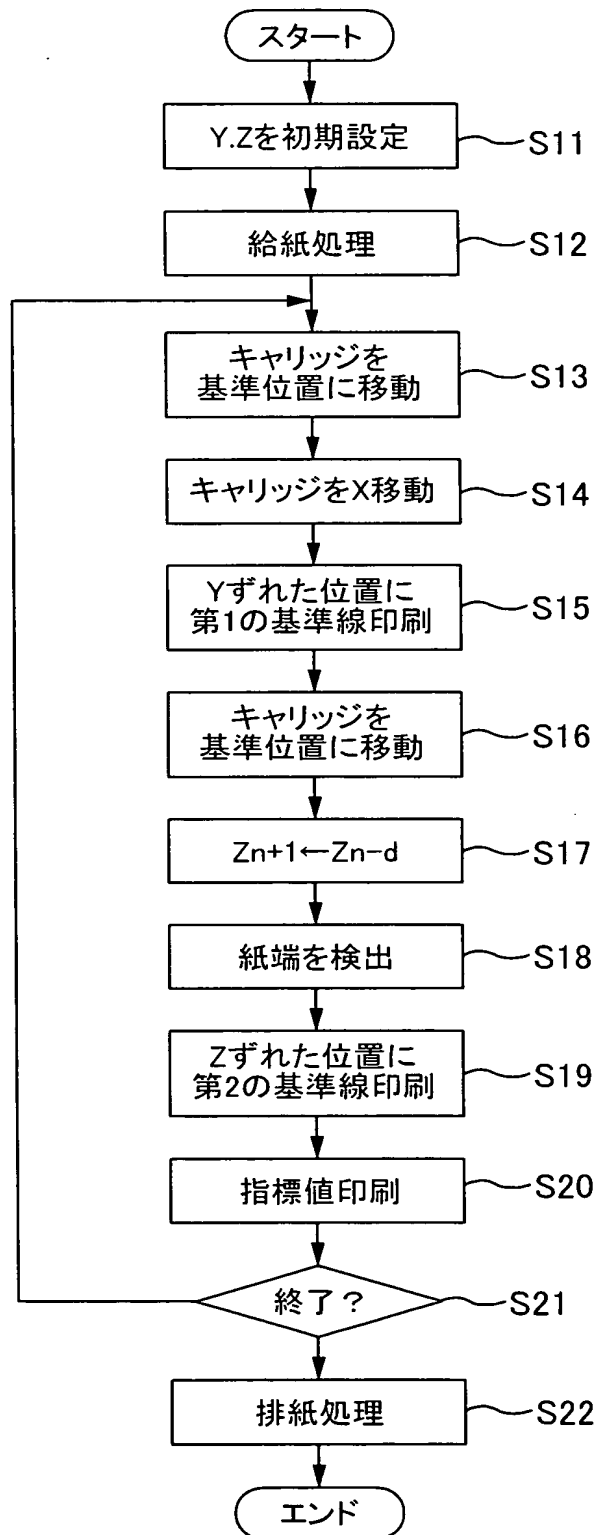 スタート
Y.Zを初期設定
S11
給紙処理
S12
キャリッジを
基準位置に移動
S13
キャリッジをX移動
S14
Yずれた位置に
第1の基準線印刷
S15
キャリッジを
基準位置に移動
S16
Zn+1←Zn-d
S17
紙端を検出
S18
Zずれた位置に
第2の基準線印刷
S19
指標値印刷
S20
終了？
S21
排紙処理
S22
エンド